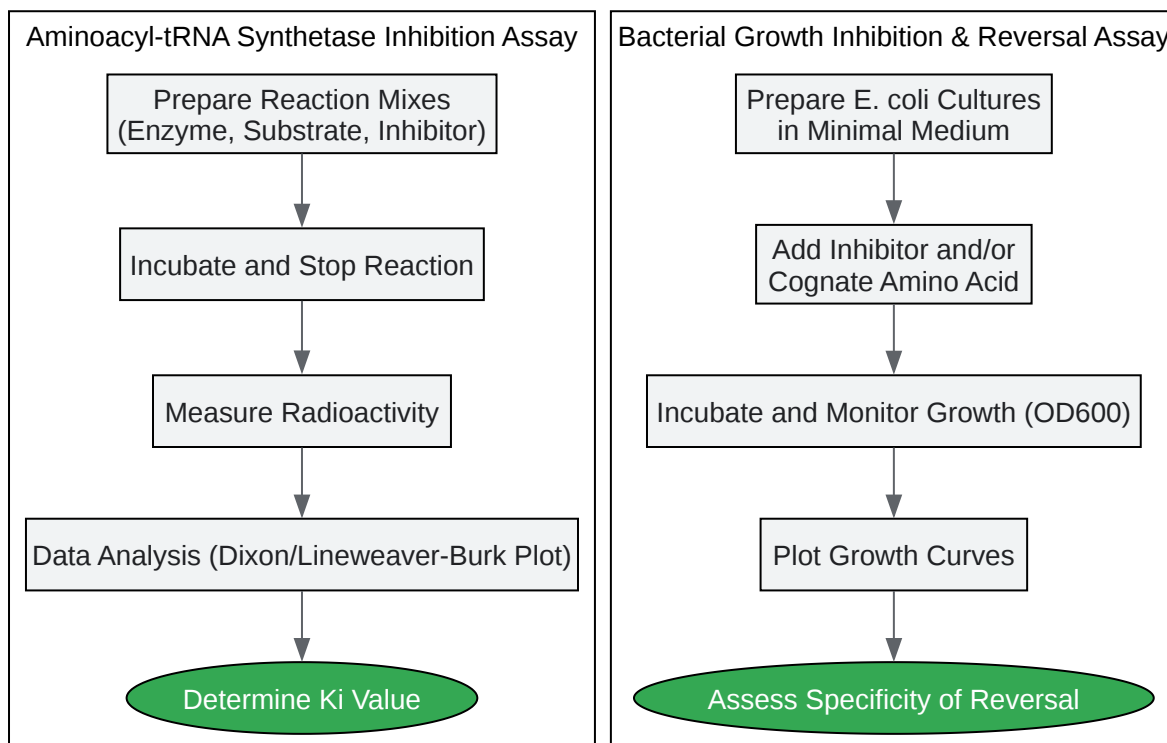 Aminoacyl-tRNA Synthetase Inhibition Assay
Prepare Reaction Mixes
(Enzyme, Substrate, Inhibitor)
Incubate and Stop Reaction
Measure Radioactivity
Data Analysis (Dixon/Lineweaver-Burk Plot)
Determine Ki Value
Bacterial Growth Inhibition & Reversal Assay
Prepare E. coli Cultures
in Minimal Medium
Add Inhibitor and/or
Cognate Amino Acid
Incubate and Monitor Growth (OD600)
Plot Growth Curves
Assess Specificity of Reversal